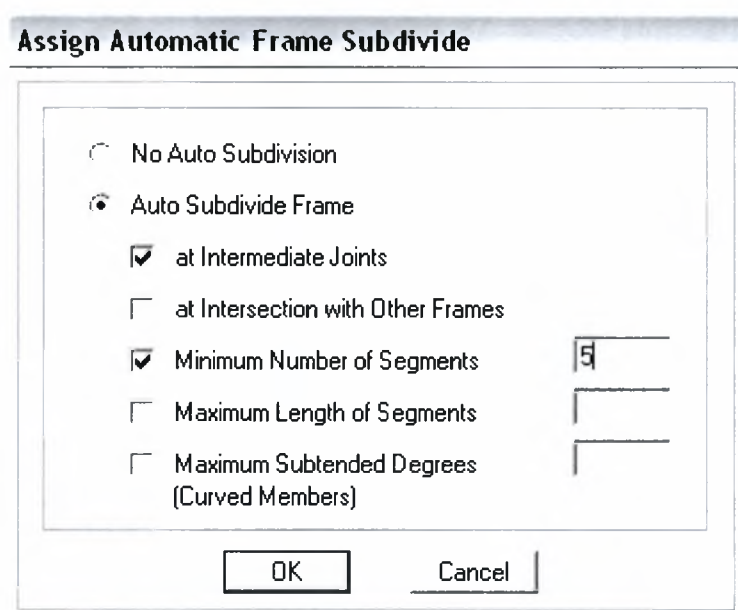 Assign Automatic Frame Subdivide
No Auto Subdivision
Auto Subdivide Frame
at Intermediate Joints
at Intersection with Other Frames
Minimum Number of Segments 5
Maximum Length of Segments
Maximum Subtended Degrees
(Curved Members)
OK Cancel